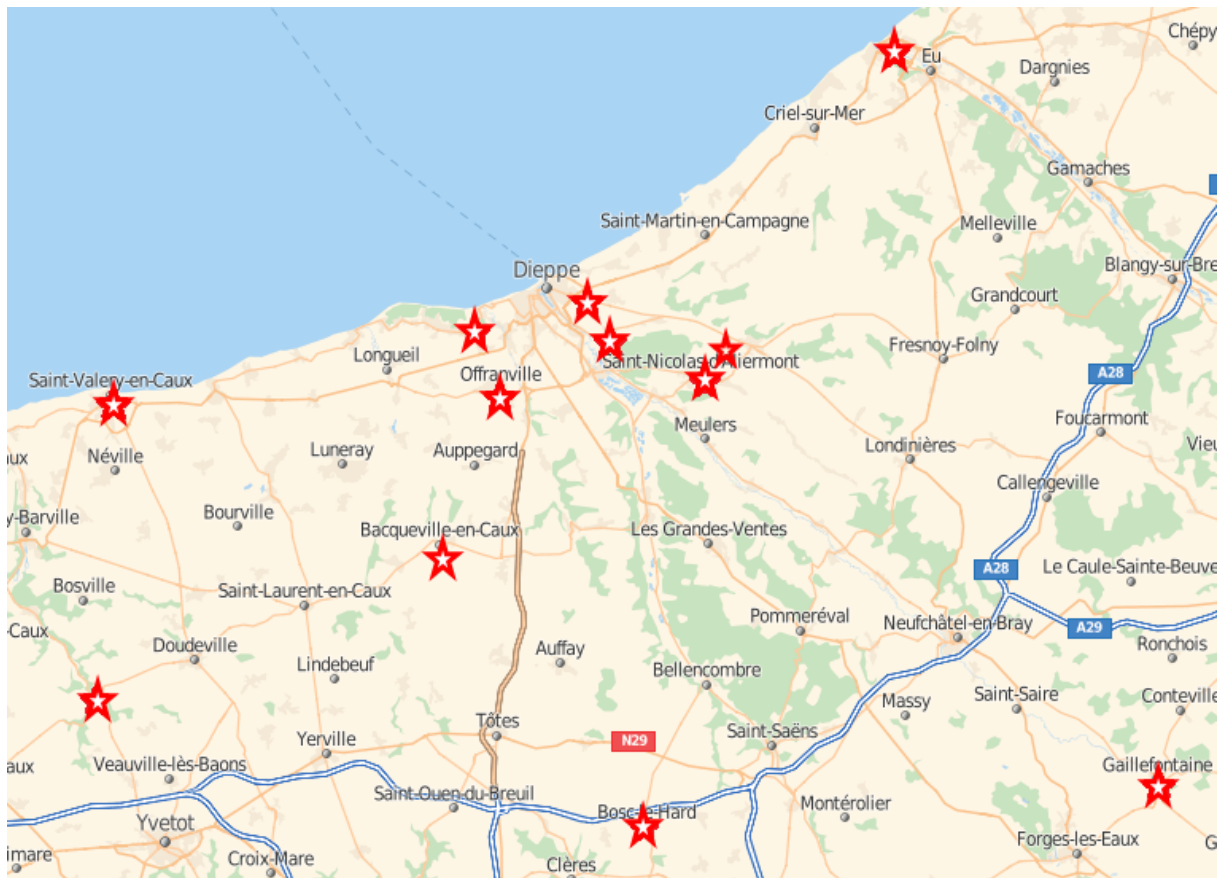 Chépy
Eu
Dargnies
Criel-sur-Mer
Gamaches
Saint-Martin-en-Campagne
Melleville
Dieppe
Blangy-sur-Bre
Grandcourt
Longueil
Fresnoy-Folny
Saint-Nicolas-d'Aliermont
Offranville
A28
Saint-Valery-en-Caux
Foucarmont
Meulers
Londinières
Auppegard
Luneray
Néville
aux
Vieu
Callengeville
Bourville
y-Barville
Bacqueville-en-Caux
Les Grandes-Ventes
A28
Le Caule-Sainte-Beuve
Bosville
Saint-Laurent-en-Caux
Pommeréval
Neufchâtel-en-Bray
A29
-Caux
Doudeville
Auffay
Ronchois
Lindebeuf
Bellencombre
Massy
Saint-Saire
Conteville
Tôtes
Saint-Saëns
N29
Yerville
aux
Veauville-lès-Baons
Gaillefontaine
Saint-Ouen-du-Breuil
Bosc-le-Hard
Montérolier
Yvetot
Forges-les-Eaux
G
imare
Croix-Mare
Clères